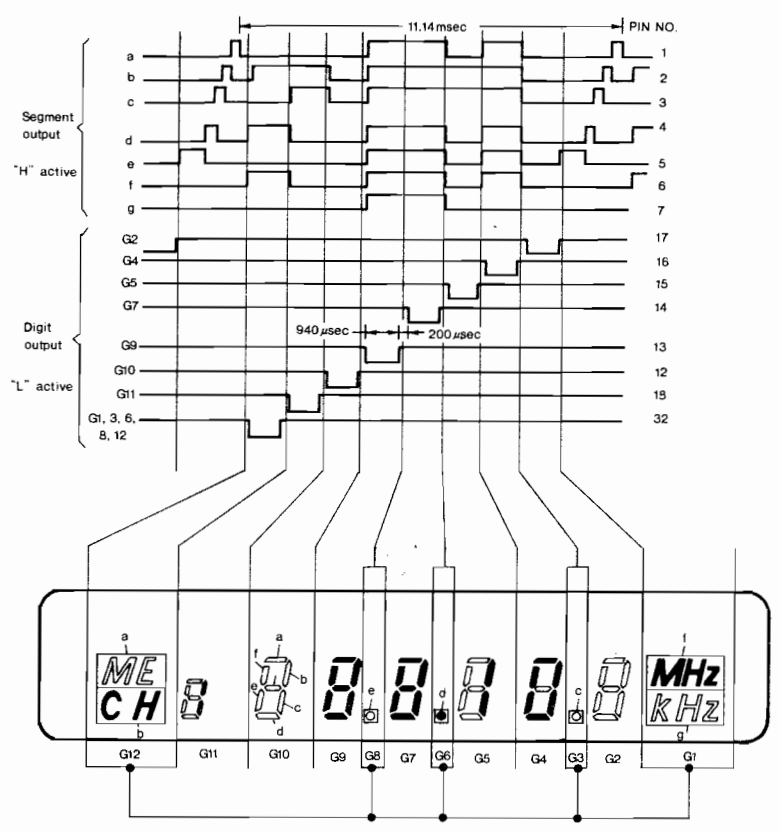 11.14msec PIN NO.
a 1
b 2
c 3
Segment output
d 4
"H" active
e 5
f 6
g 7
G2 17
G4 16
G5 15
G7 14
Digit output
940 µsec 200 µsec
G9 13
"L" active
G10 12
G11 18
G1, 3, 6, 8, 12 32
a
ME
CH
b
a
f
b
e
c
d
e
d
c
f
MHz
kHz
g
G12 G11 G10 G9 G8 G7 G6 G5 G4 G3 G2 G1